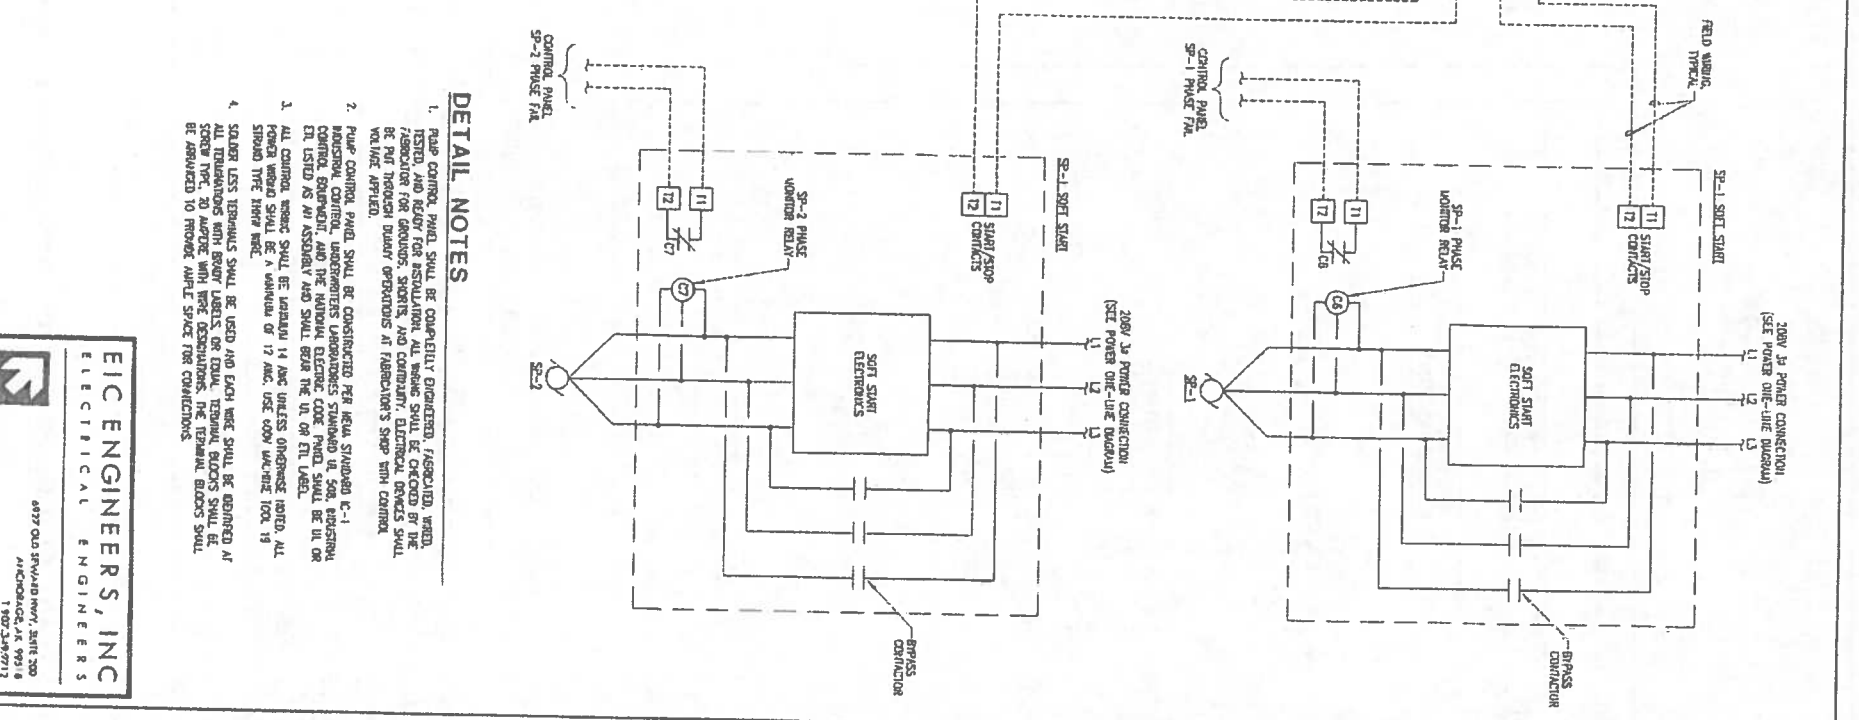 FIELD WIRING,
TYPICAL
SP-1 SOFT START
208V 3ø POWER CONNECTION
(SEE POWER ONE-LINE DIAGRAM)
T1
T2
START/STOP
CONTACTS
L1
L2
L3
CONTROL PANEL
SP-1 PHASE FAIL
T1
T2
C6
SP-1 PHASE
MONITOR RELAY
C6
SOFT START
ELECTRONICS
SP-1
BYPASS
CONTACTOR
SP-1 SOFT START
208V 3ø POWER CONNECTION
(SEE POWER ONE-LINE DIAGRAM)
T1
T2
START/STOP
CONTACTS
L1
L2
L3
CONTROL PANEL
SP-2 PHASE FAIL
T1
T2
C7
SP-2 PHASE
MONITOR RELAY
C7
SOFT START
ELECTRONICS
SP-2
BYPASS
CONTACTOR
DETAIL NOTES
1. PUMP CONTROL PANEL SHALL BE COMPLETELY ENGINEERED, FABRICATED, WIRED,
TESTED, AND READY FOR INSTALLATION. ALL WIRING SHALL BE CHECKED BY THE
FABRICATOR FOR GROUNDS, SHORTS, AND CONTINUITY. ELECTRICAL DEVICES SHALL
BE PUT THROUGH DUMMY OPERATIONS AT FABRICATOR'S SHOP WITH CONTROL
VOLTAGE APPLIED.
2. PUMP CONTROL PANEL SHALL BE CONSTRUCTED PER NEMA STANDARD IC-1
INDUSTRIAL CONTROL, UNDERWRITERS LABORATORIES STANDARD UL 508, INDUSTRIAL
CONTROL EQUIPMENT, AND THE NATIONAL ELECTRIC CODE. PANEL SHALL BE UL OR
ETL LISTED AS AN ASSEMBLY AND SHALL BEAR THE UL OR ETL LABEL.
3. ALL CONTROL WIRING SHALL BE MINIMUM 14 AWG UNLESS OTHERWISE NOTED. ALL
POWER WIRING SHALL BE A MINIMUM OF 12 AWG. USE 600V MACHINE TOOL 19
STRAND TYPE WIRE.
4. SOLDER LESS TERMINALS SHALL BE USED AND EACH WIRE SHALL BE IDENTIFIED AT
ALL TERMINATIONS WITH BRADY LABELS, OR EQUAL. TERMINAL BLOCKS SHALL BE
SCREW TYPE, 20 AMPERE WITH WIRE DESIGNATIONS. THE TERMINAL BLOCKS SHALL
BE ARRANGED TO PROVIDE AMPLE SPACE FOR CONNECTIONS.
EIC ENGINEERS, INC
ELECTRICAL ENGINEERS
6927 OLD SEWARD HWY, SUITE 200
ANCHORAGE, AK 99518
T 907.349.9712